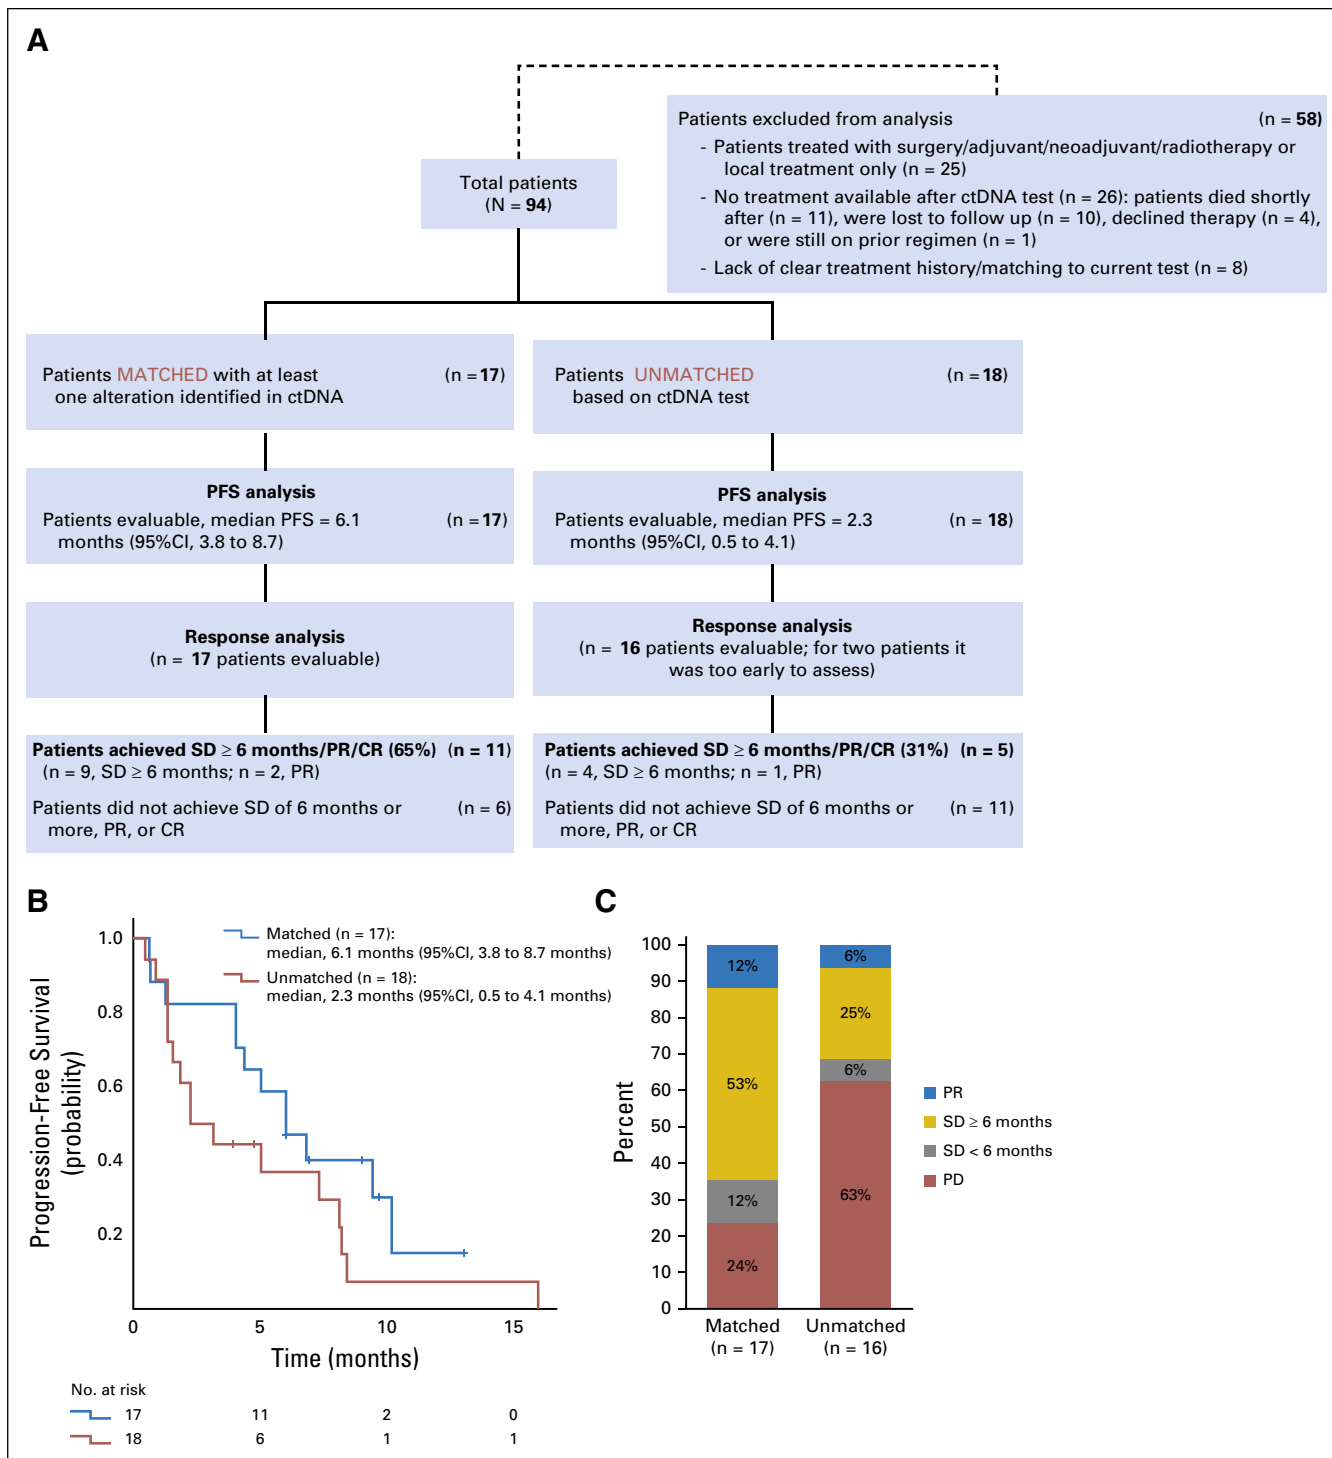 A
Total patients
(N = 94)
Patients excluded from analysis (n = 58)
- Patients treated with surgery/adjuvant/neoadjuvant/radiotherapy or
local treatment only (n = 25)
- No treatment available after ctDNA test (n = 26): patients died shortly
after (n = 11), were lost to follow up (n = 10), declined therapy (n = 4),
or were still on prior regimen (n = 1)
- Lack of clear treatment history/matching to current test (n = 8)
Patients MATCHED with at least (n = 17)
one alteration identified in ctDNA
Patients UNMATCHED (n = 18)
based on ctDNA test
PFS analysis
Patients evaluable, median PFS = 6.1 (n = 17)
months (95%CI, 3.8 to 8.7)
PFS analysis
Patients evaluable, median PFS = 2.3 (n = 18)
months (95%CI, 0.5 to 4.1)
Response analysis
(n = 17 patients evaluable)
Response analysis
(n = 16 patients evaluable; for two patients it
was too early to assess)
Patients achieved SD ≥ 6 months/PR/CR (65%) (n = 11)
(n = 9, SD ≥ 6 months; n = 2, PR)
Patients did not achieve SD of 6 months or (n = 6)
more, PR, or CR
Patients achieved SD ≥ 6 months/PR/CR (31%) (n = 5)
(n = 4, SD ≥ 6 months; n = 1, PR)
Patients did not achieve SD of 6 months or (n = 11)
more, PR, or CR
B
Progression-Free Survival
(probability)
1.0
0.8
0.6
0.4
0.2
Matched (n = 17):
median, 6.1 months (95%CI, 3.8 to 8.7 months)
Unmatched (n = 18):
median, 2.3 months (95%CI, 0.5 to 4.1 months)
0 5 10 15
Time (months)
No. at risk
17 11 2 0
18 6 1 1
C
Percent
100
90
80
70
60
50
40
30
20
10
0
12%
53%
12%
24%
6%
25%
6%
63%
Matched
(n = 17)
Unmatched
(n = 16)
PR
SD ≥ 6 months
SD < 6 months
PD